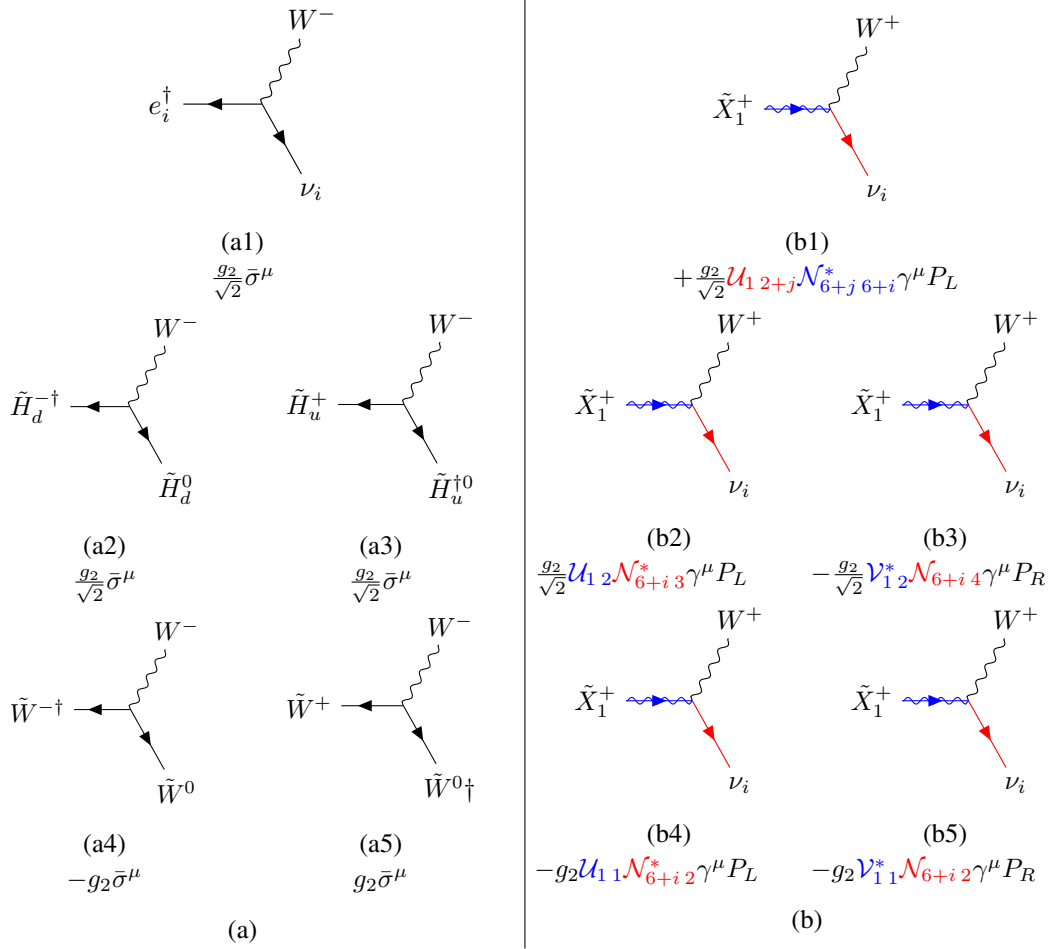 W^-
e_i^†
ν_i
(a1)
\frac{g_2}{\sqrt{2}} \bar{σ}^μ
W^-
\tilde{H}_d^{-†}
\tilde{H}_d^0
(a2)
\frac{g_2}{\sqrt{2}} \bar{σ}^μ
W^-
\tilde{H}_u^+
\tilde{H}_u^{†0}
(a3)
\frac{g_2}{\sqrt{2}} \bar{σ}^μ
W^-
\tilde{W}^{-†}
\tilde{W}^0
(a4)
-g_2 \bar{σ}^μ
W^-
\tilde{W}^+
\tilde{W}^0†
(a5)
g_2 \bar{σ}^μ
(a)
W^+
\tilde{X}_1^+
ν_i
(b1)
+\frac{g_2}{\sqrt{2}} \mathcal{U}_{1\,2+j} \mathcal{N}^*_{6+j\,6+i} γ^μ P_L
W^+
\tilde{X}_1^+
ν_i
(b2)
\frac{g_2}{\sqrt{2}} \mathcal{U}_{1\,2} \mathcal{N}^*_{6+i\,3} γ^μ P_L
W^+
\tilde{X}_1^+
ν_i
(b3)
-\frac{g_2}{\sqrt{2}} \mathcal{V}^*_{1\,2} \mathcal{N}_{6+i\,4} γ^μ P_R
W^+
\tilde{X}_1^+
ν_i
(b4)
-g_2 \mathcal{U}_{1\,1} \mathcal{N}^*_{6+i\,2} γ^μ P_L
W^+
\tilde{X}_1^+
ν_i
(b5)
-g_2 \mathcal{V}^*_{1\,1} \mathcal{N}_{6+i\,2} γ^μ P_R
(b)